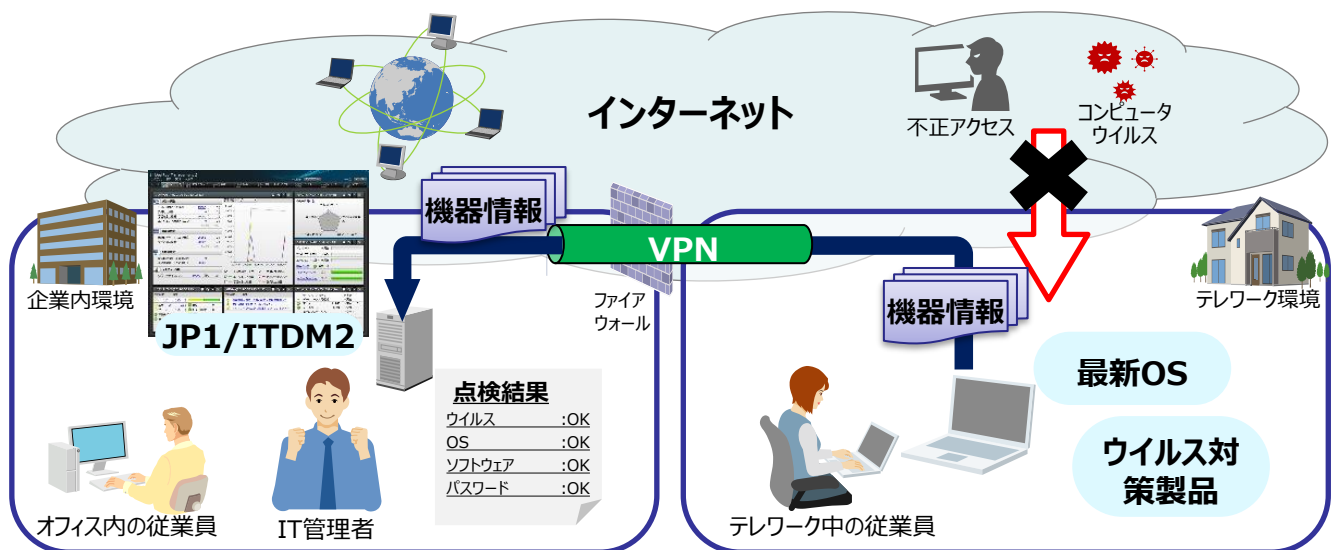 インターネット
不正アクセス
コンピュータ
ウイルス
機器情報
VPN
企業内環境
ファイア
ウォール
テレワーク環境
JP1/ITDM2
機器情報
点検結果
ウイルス :OK
OS :OK
ソフトウェア :OK
パスワード :OK
最新OS
ウイルス対
策製品
オフィス内の従業員
IT管理者
テレワーク中の従業員